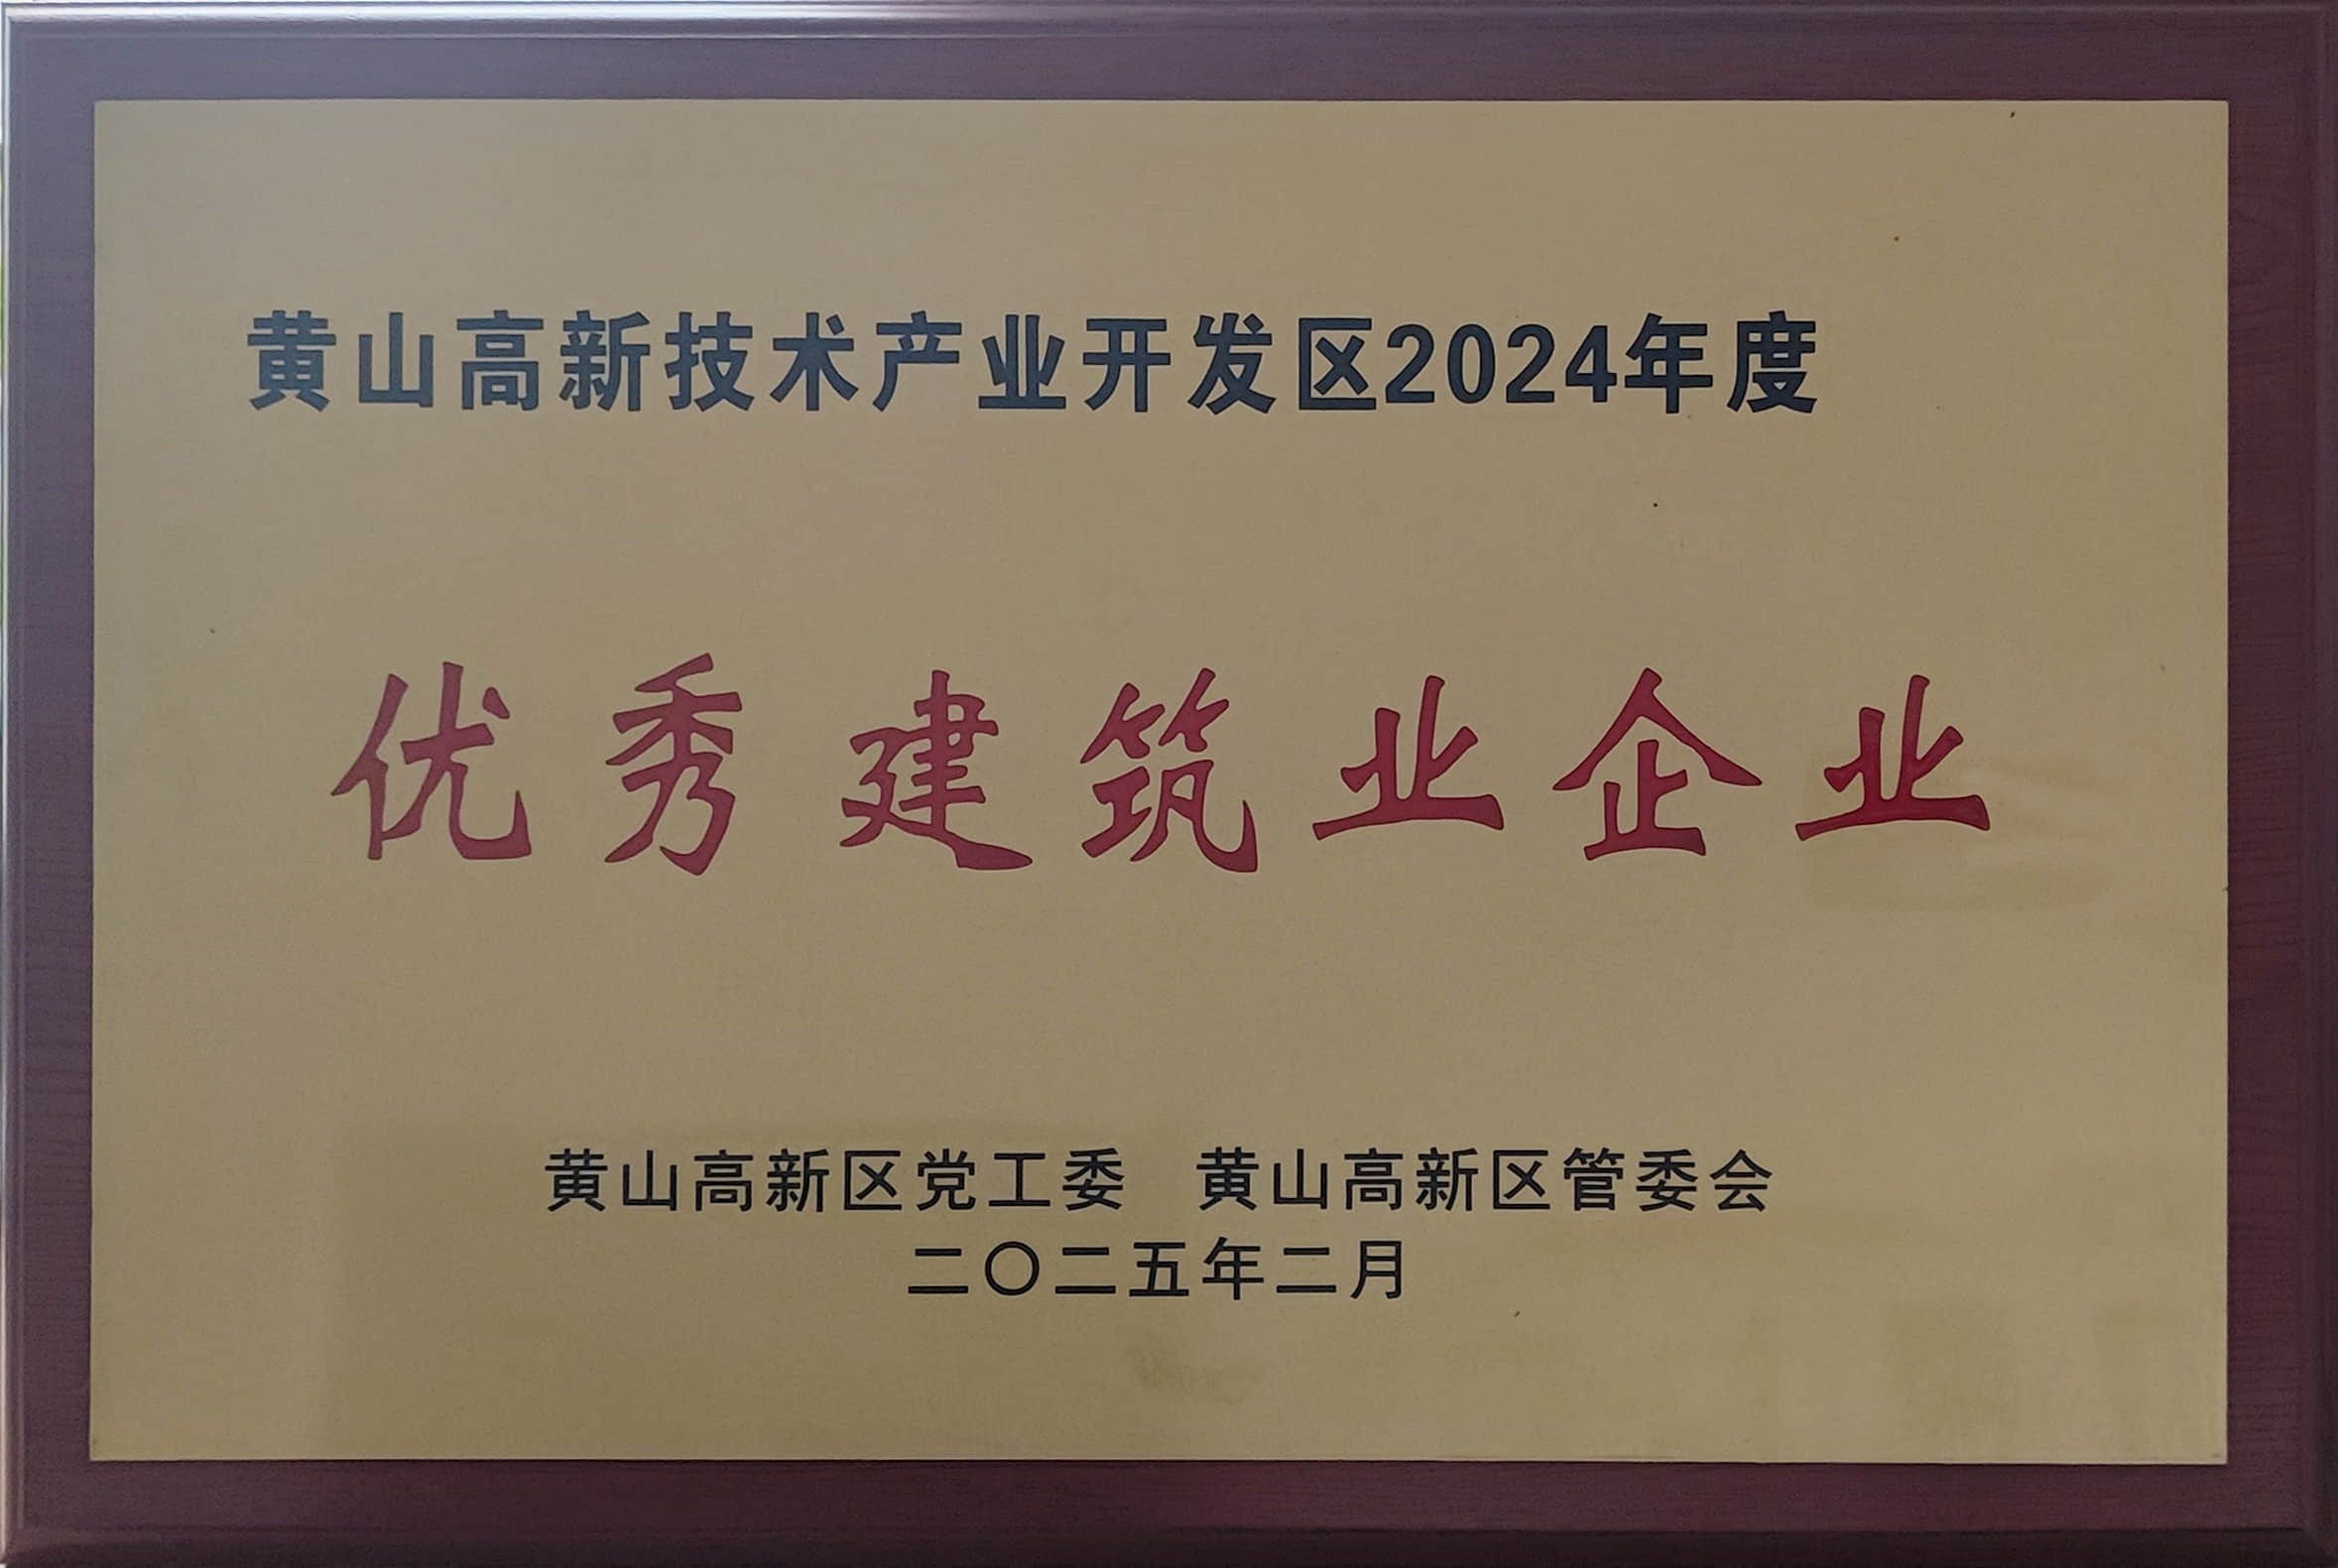 黄山高新技术产业开发区2024年度
优秀建筑业企业
黄山高新区党工委 黄山高新区管委会
二〇二五年二月